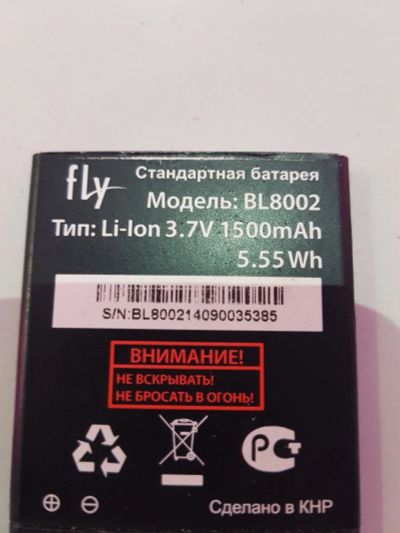 fly
Стандартная батарея
Модель: BL8002
Тип: Li-Ion 3.7V 1500mAh
5.55Wh
S/N:BL800214090035385
ВНИМАНИЕ!
НЕ ВСКРЫВАТЬ!
НЕ БРОСАТЬ В ОГОНЬ!
Сделано в КНР